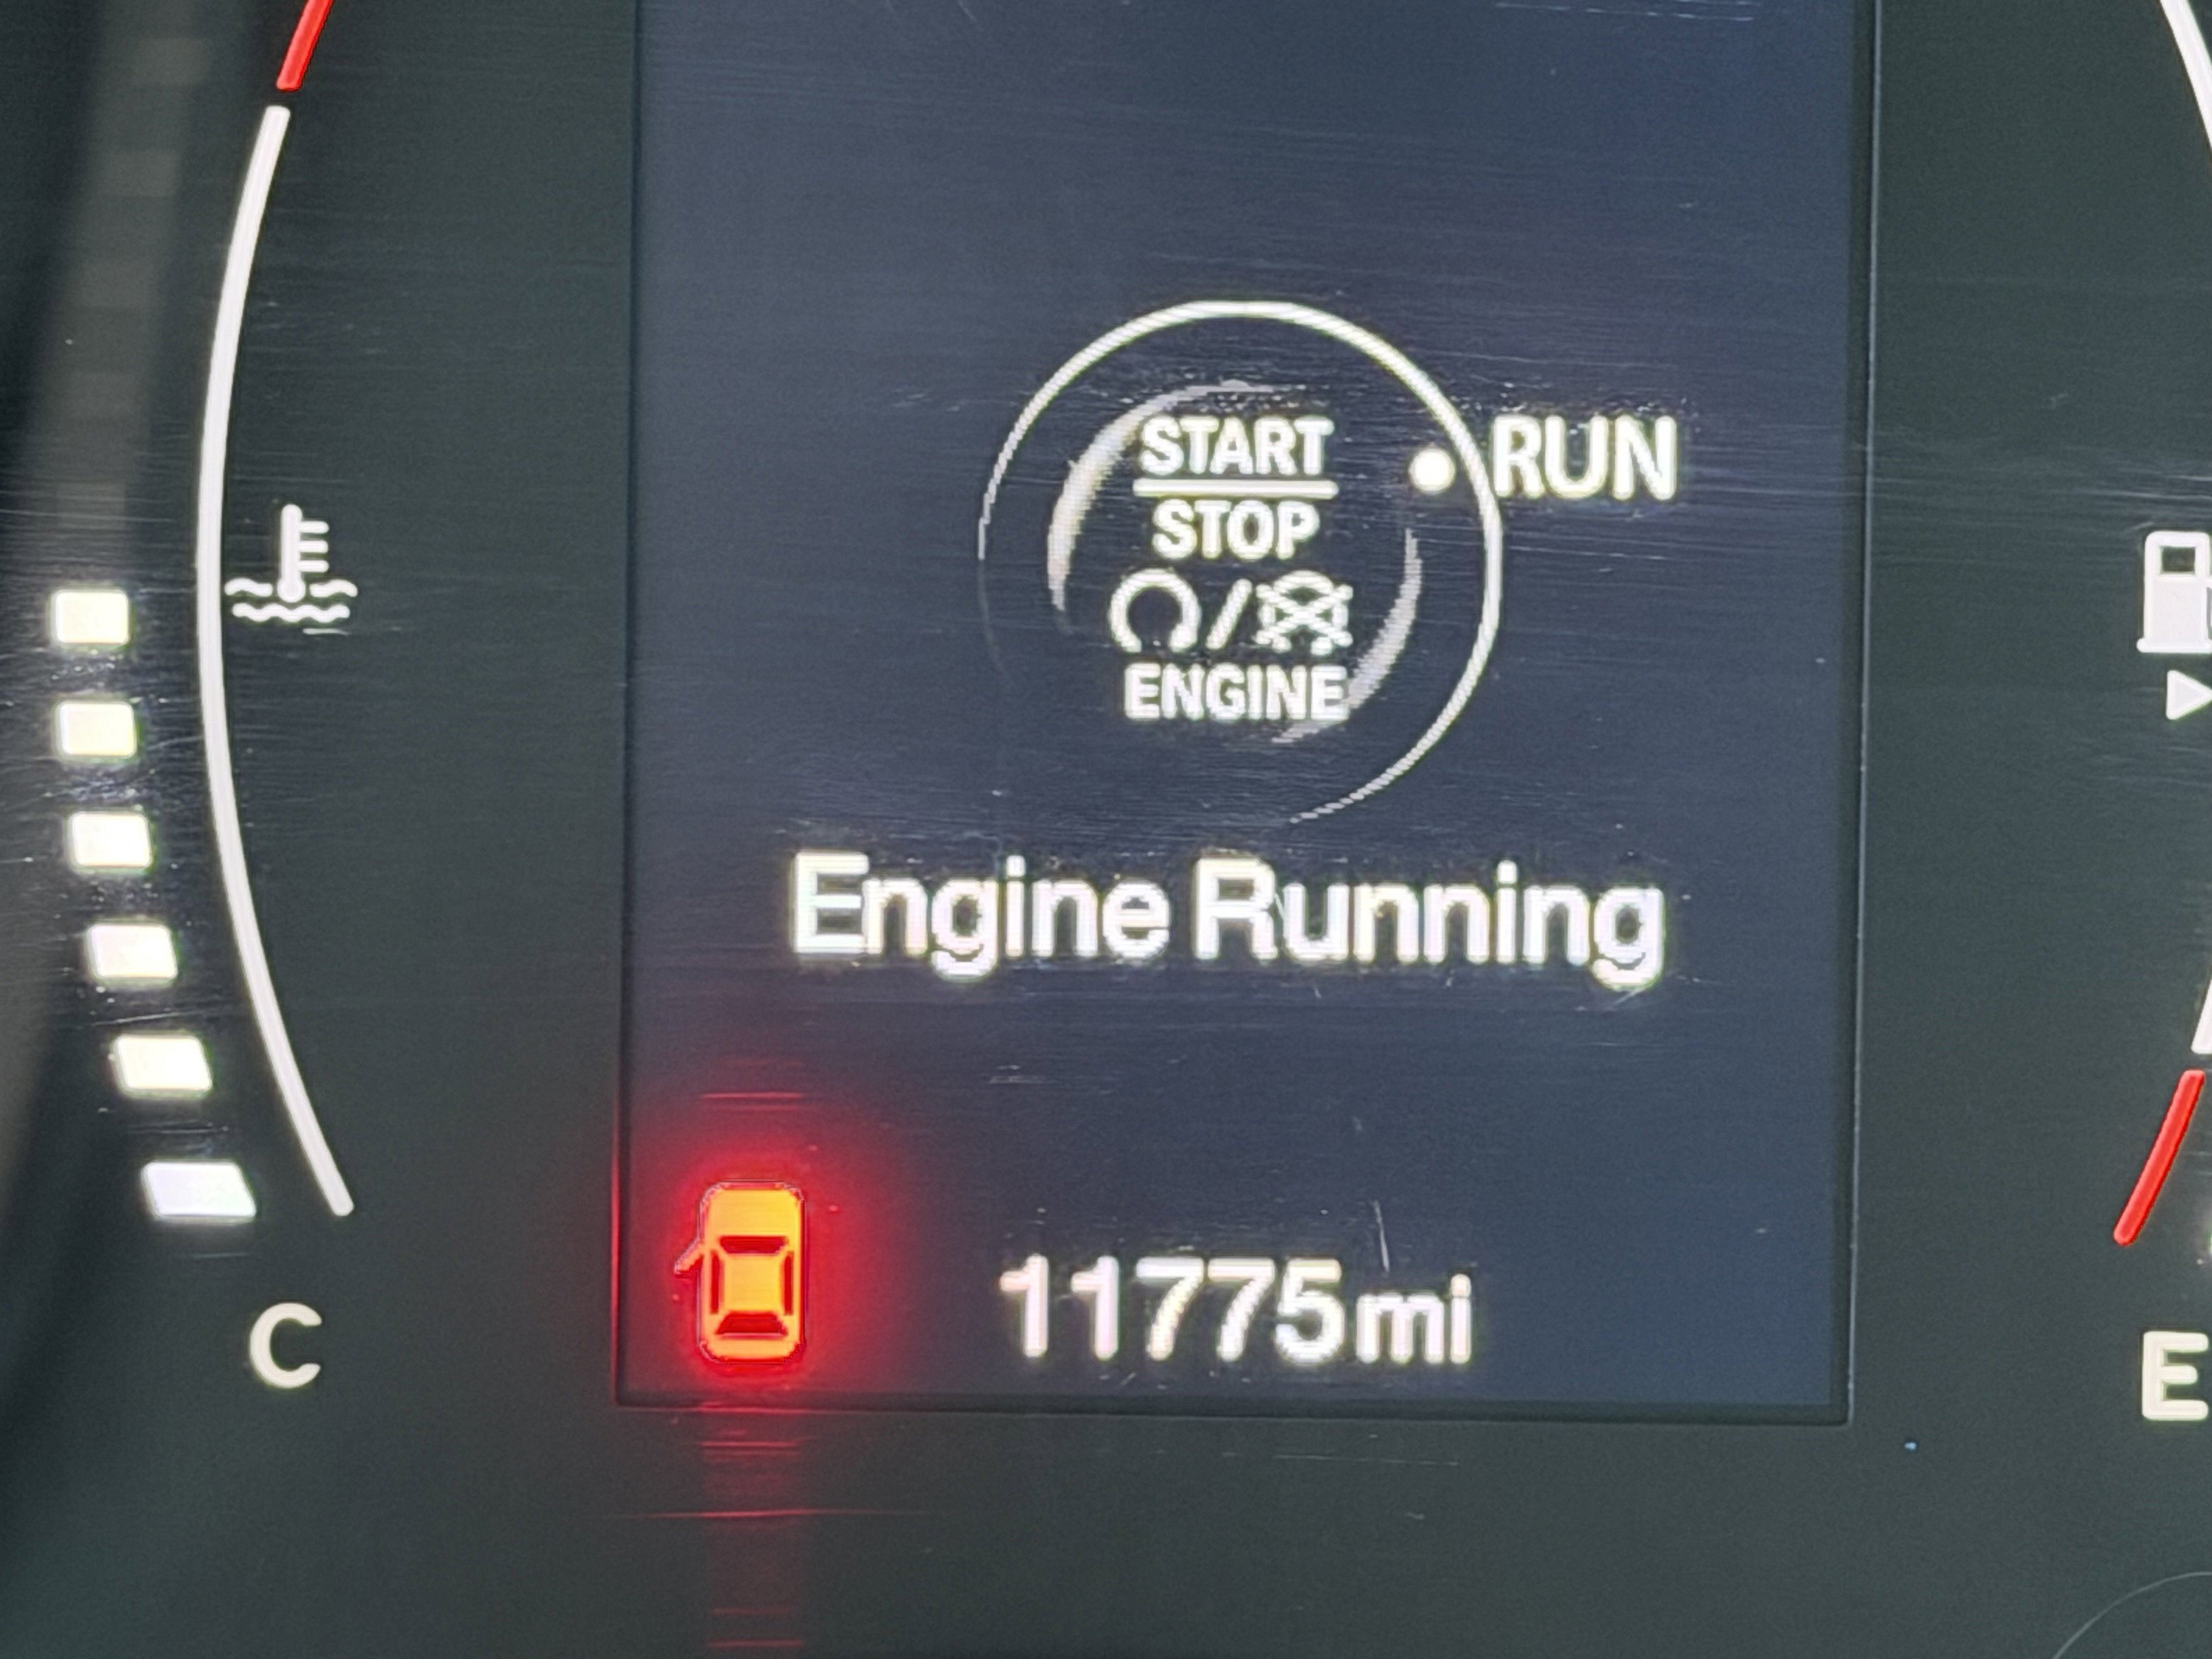 START
STOP
RUN
ENGINE
Engine Running
11775mi
C
E